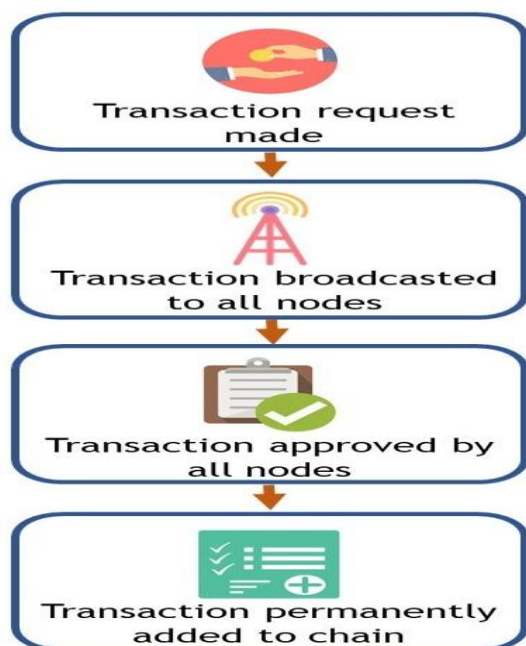 Transaction request
made
Transaction broadcasted
to all nodes
Transaction approved by
all nodes
Transaction permanently
added to chain